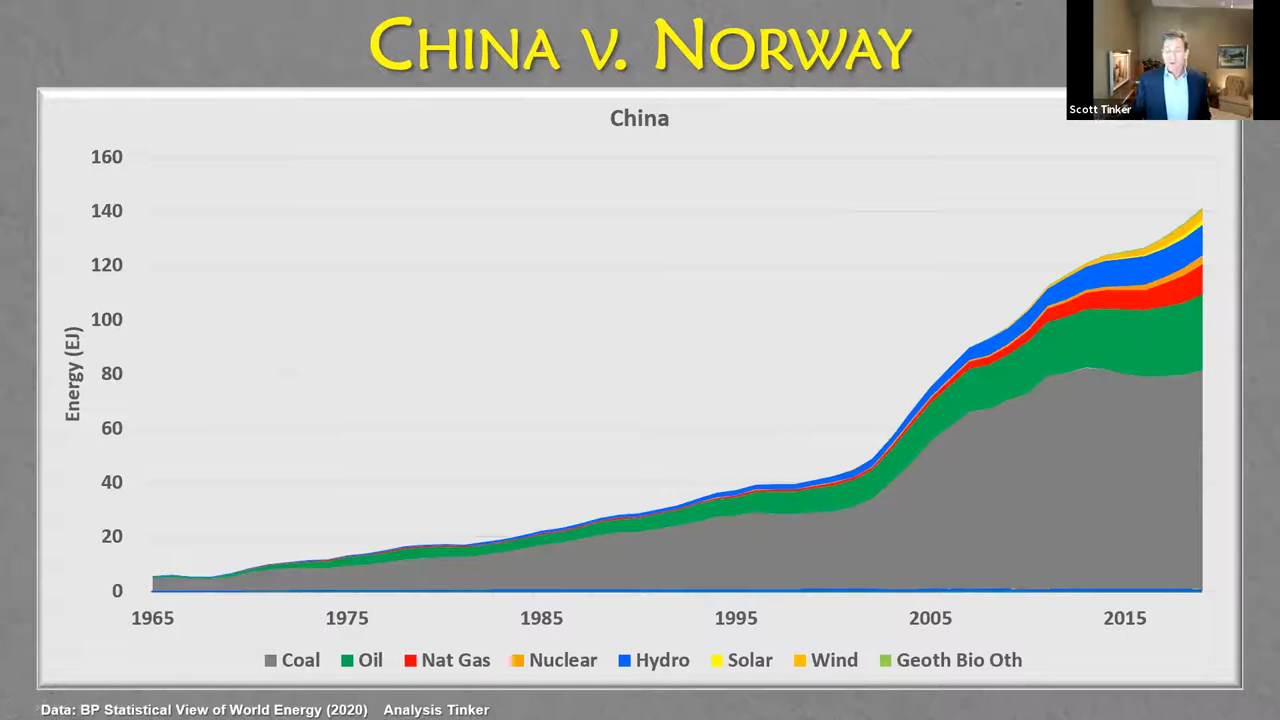 CHINA V. NORWAY
Scott Tinker
China
160
140
120
100
80
60
40
20
0
Energy (EJ)
1965 1975 1985 1995 2005 2015
Coal Oil Nat Gas Nuclear Hydro Solar Wind Geoth Bio Oth
Data: BP Statistical View of World Energy (2020) Analysis Tinker